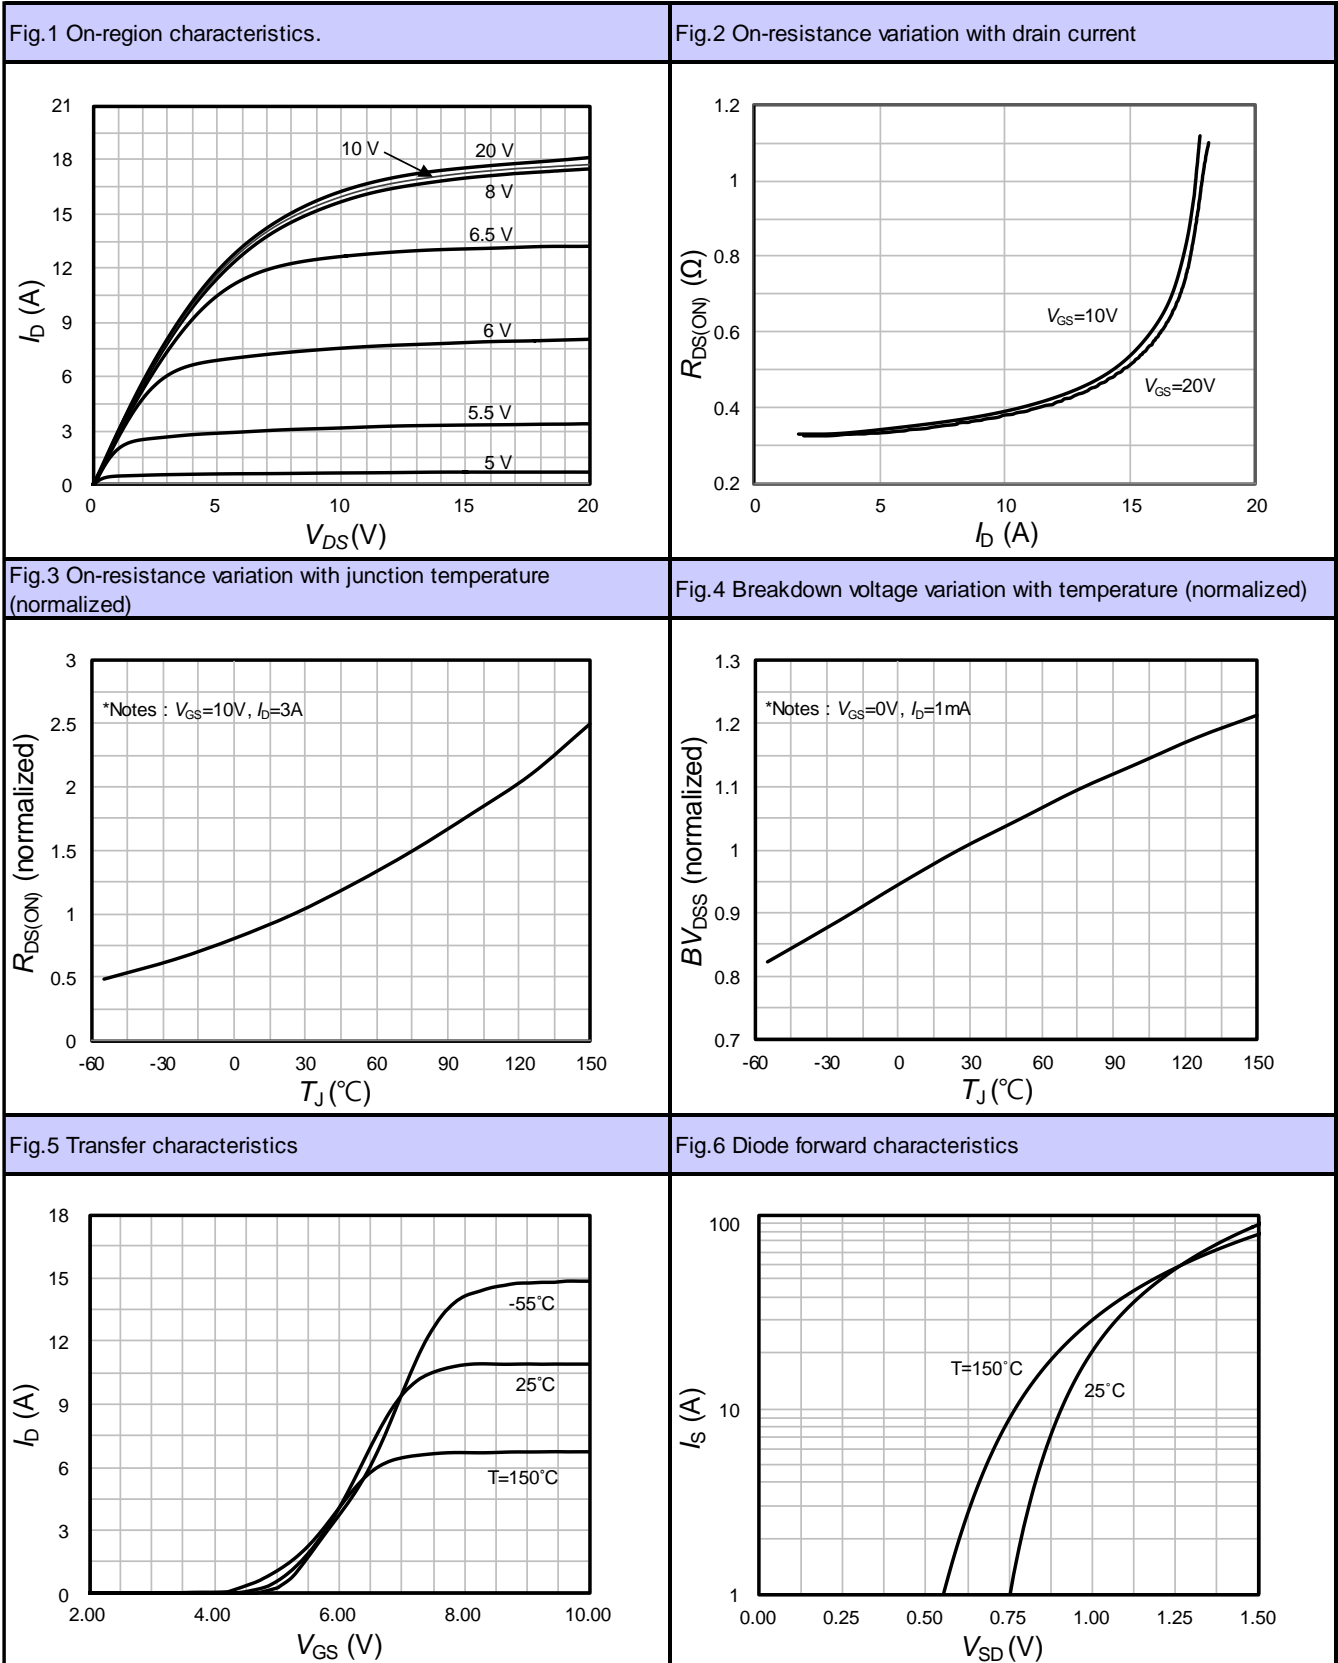 Fig.1 On-region characteristics.
Fig.2 On-resistance variation with drain current
21
18
15
12
9
6
3
0
I_D (A)
10 V
20 V
8 V
6.5 V
6 V
5.5 V
5 V
0 5 10 15 20
V_DS (V)
1.2
1
0.8
0.6
0.4
0.2
R_DS(ON) (Ω)
V_GS=10V
V_GS=20V
0 5 10 15 20
I_D (A)
Fig.3 On-resistance variation with junction temperature
(normalized)
Fig.4 Breakdown voltage variation with temperature (normalized)
3
2.5
2
1.5
1
0.5
0
R_DS(ON) (normalized)
*Notes : V_GS=10V, I_D=3A
-60 -30 0 30 60 90 120 150
T_J (℃)
1.3
1.2
1.1
1
0.9
0.8
0.7
BV_DSS (normalized)
*Notes : V_GS=0V, I_D=1mA
-60 -30 0 30 60 90 120 150
T_J (℃)
Fig.5 Transfer characteristics
Fig.6 Diode forward characteristics
18
15
12
9
6
3
0
I_D (A)
-55˚C
25˚C
T=150˚C
2.00 4.00 6.00 8.00 10.00
V_GS (V)
100
10
1
I_S (A)
T=150˚C
25˚C
0.00 0.25 0.50 0.75 1.00 1.25 1.50
V_SD (V)